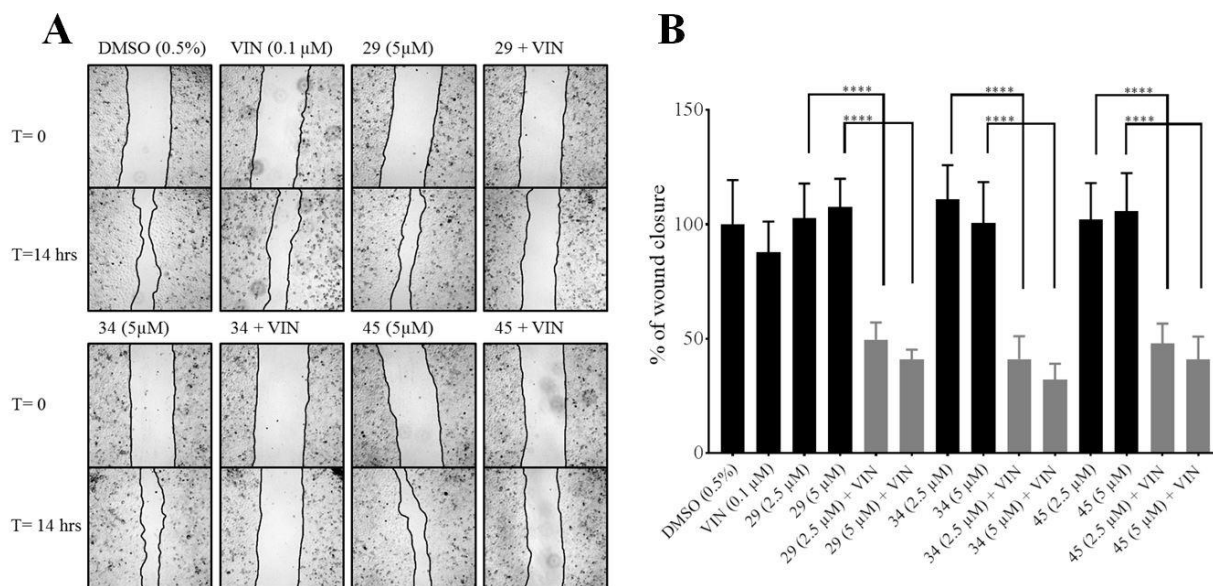 A
DMSO (0.5%) VIN (0.1 µM) 29 (5µM) 29 + VIN
T= 0
T=14 hrs
34 (5µM) 34 + VIN 45 (5µM) 45 + VIN
T= 0
T= 14 hrs
B
**** **** ****
**** **** ****
% of wound closure
150
100
50
0
DMSO (0.5%)
VIN (0.1 µM)
29 (2.5 µM)
29 (5 µM)
29 (2.5 µM) + VIN
29 (5 µM) + VIN
34 (2.5 µM)
34 (5 µM)
34 (2.5 µM) + VIN
34 (5 µM) + VIN
45 (2.5 µM)
45 (5 µM)
45 (2.5 µM) + VIN
45 (5 µM) + VIN